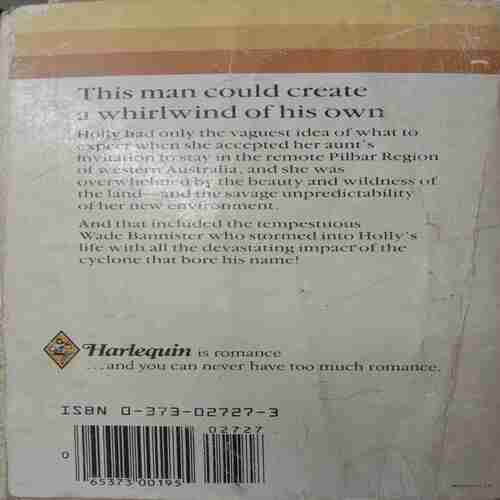 This man could create
a whirlwind of his own
Holly had only the vaguest idea of what to
expect when she accepted her aunt's
invitation to stay in the remote Pilbar Region
of western Australia, and she was
overwhelmed by the beauty and wildness of
the land—and the savage unpredictability
of her new environment.
And that included the tempestuous
Wade Bannister who stormed into Holly's
life with all the devastating impact of the
cyclone that bore his name!
Harlequin is romance
...and you can never have too much romance.
ISBN 0-373-02727-3
02727
0
65373 00195